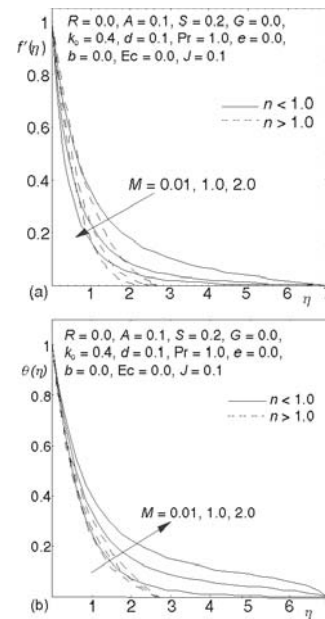 1
R = 0.0, A = 0.1, S = 0.2, G = 0.0,
f′(η)
k₀ = 0.4, d = 0.1, Pr = 1.0, e = 0.0,
b = 0.0, Ec = 0.0, J = 0.1
0.8
n < 1.0
n > 1.0
0.6
0.4
M = 0.01, 1.0, 2.0
0.2
η
(a)
1 2 3 4 5 6 7
R = 0.0, A = 0.1, S = 0.2, G = 0.0,
1
k₀ = 0.4, d = 0.1, Pr = 1.0, e = 0.0,
θ(η)
b = 0.0, Ec = 0.0, J = 0.1
0.8
n < 1.0
n > 1.0
0.6
0.4
M = 0.01, 1.0, 2.0
0.2
(b)
1 2 3 4 5 6 η